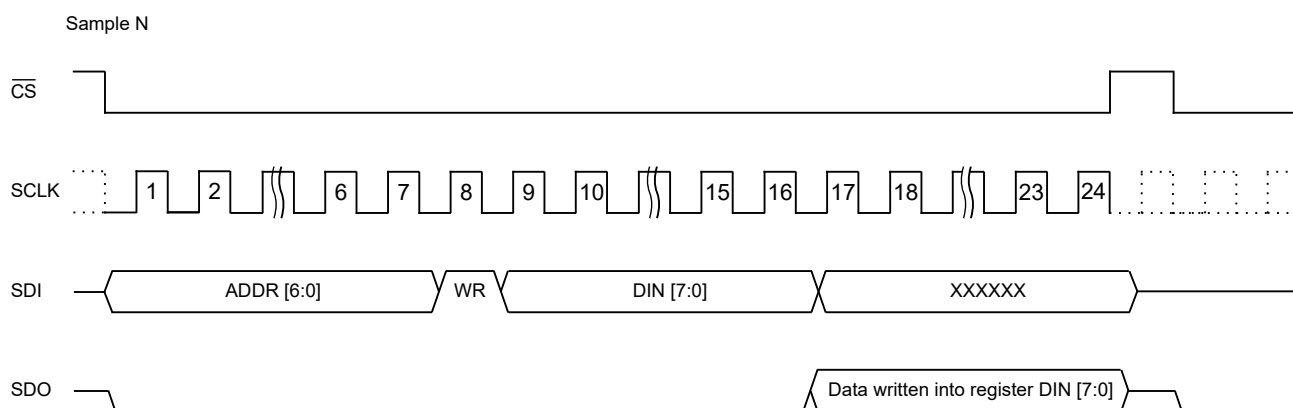 Sample N
CS
SCLK 1 2 6 7 8 9 10 15 16 17 18 23 24
SDI ADDR [6:0] WR DIN [7:0] XXXXXX
SDO Data written into register DIN [7:0]